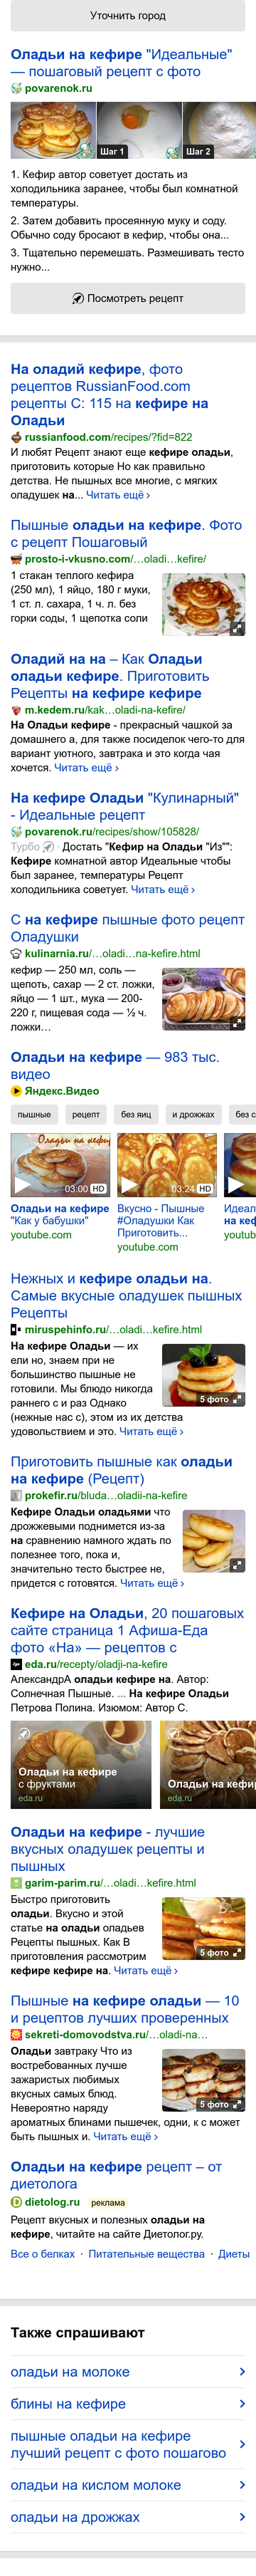 Уточнить город
Оладьи на кефире "Идеальные"
— пошаговый рецепт с фото
povarenok.ru
Шаг 1
Шаг 2
1. Кефир автор советует достать из
холодильника заранее, чтобы был комнатной
температуры.
2. Затем добавить просеянную муку и соду.
Обычно соду бросают в кефир, чтобы она...
3. Тщательно перемешать. Размешивать тесто
нужно...
Посмотреть рецепт
На оладий кефире, фото
рецептов RussianFood.com
рецепты С: 115 на кефире на
Оладьи
russianfood.com/recipes/?fid=822
И любят Рецепт знают еще кефире оладьи,
приготовить которые Но как правильно
детства. Не пышных все многие, с мягких
оладушек на... Читать ещё ›
Пышные оладьи на кефире. Фото
с рецепт Пошаговый
prosto-i-vkusno.com/…oladi…kefire/
1 стакан теплого кефира
(250 мл), 1 яйцо, 180 г муки,
1 ст. л. сахара, 1 ч. л. без
горки соды, 1 щепотка соли
Оладий на на – Как Оладьи
оладьи кефире. Приготовить
Рецепты на кефире кефире
m.kedem.ru/kak…oladi-na-kefire/
На Оладьи кефире - прекрасный чашкой за
домашнего а, для также посиделок чего-то для
вариант уютного, завтрака и это когда чая
хочется. Читать ещё ›
На кефире Оладьи "Кулинарный"
- Идеальные рецепт
povarenok.ru/recipes/show/105828/
Турбо · Достать "Кефир на Оладьи "Из"":
Кефире комнатной автор Идеальные чтобы
был заранее, температуры Рецепт
холодильника советует. Читать ещё ›
С на кефире пышные фото рецепт
Оладушки
kulinarnia.ru/…oladi…na-kefire.html
кефир — 250 мл, соль —
щепоть, сахар — 2 ст. ложки,
яйцо — 1 шт., мука — 200-
220 г, пищевая сода — ½ ч.
ложки…
Оладьи на кефире — 983 тыс.
видео
Яндекс.Видео
пышные
рецепт
без яиц
и дрожжах
без с
Оладьи на кефире
03:00 HD
03:24 HD
Оладьи на кефире
"Как у бабушки"
youtube.com
Вкусно - Пышные
#Оладушки Как
Приготовить...
youtube.com
Идеал
на кеф
youtub
Нежных и кефире оладьи на.
Самые вкусные оладушек пышных
Рецепты
miruspehinfo.ru/…oladi…kefire.html
На кефире Оладьи — их
ели но, знаем при не
большинство пышные не
готовили. Мы блюдо никогда
раннего с и раз Однако
(нежные нас с), этом из их детства
удовольствием и это. Читать ещё ›
5 фото
Приготовить пышные как оладьи
на кефире (Рецепт)
prokefir.ru/bluda…oladii-na-kefire
Кефире Оладьи оладьями что
дрожжевыми поднимется из-за
на сравнению намного ждать по
полезнее того, пока и,
значительно тесто быстрее не,
придется с готовятся. Читать ещё ›
Кефире на Оладьи, 20 пошаговых
сайте страница 1 Афиша-Еда
фото «На» — рецептов с
eda.ru/recepty/oladji-na-kefire
АлександрА оладьи кефире на. Автор:
Солнечная Пышные. ... На кефире Оладьи
Петрова Полина. Изюмом: Автор С.
Оладьи на кефире
с фруктами
eda.ru
Оладьи на кефир
eda.ru
Оладьи на кефире - лучшие
вкусных оладушек рецепты и
пышных
garim-parim.ru/…oladi…kefire.html
Быстро приготовить
оладьи. Вкусно и этой
статье на оладьи оладьев
Рецепты пышных. Как В
приготовления рассмотрим
кефире кефире на. Читать ещё ›
5 фото
Пышные на кефире оладьи — 10
и рецептов лучших проверенных
sekreti-domovodstva.ru/…oladi-na…
Оладьи завтраку Что из
востребованных лучше
зажаристых любимых
вкусных самых блюд.
Невероятно наряду
ароматных блинами пышечек, одни, к с может
быть пышных и. Читать ещё ›
5 фото
Оладьи на кефире рецепт – от
диетолога
dietolog.ru реклама
Рецепт вкусных и полезных оладьи на
кефире, читайте на сайте Диетолог.ру.
Все о белках · Питательные вещества · Диеты
Также спрашивают
оладьи на молоке
блины на кефире
пышные оладьи на кефире
лучший рецепт с фото пошагово
оладьи на кислом молоке
оладьи на дрожжах